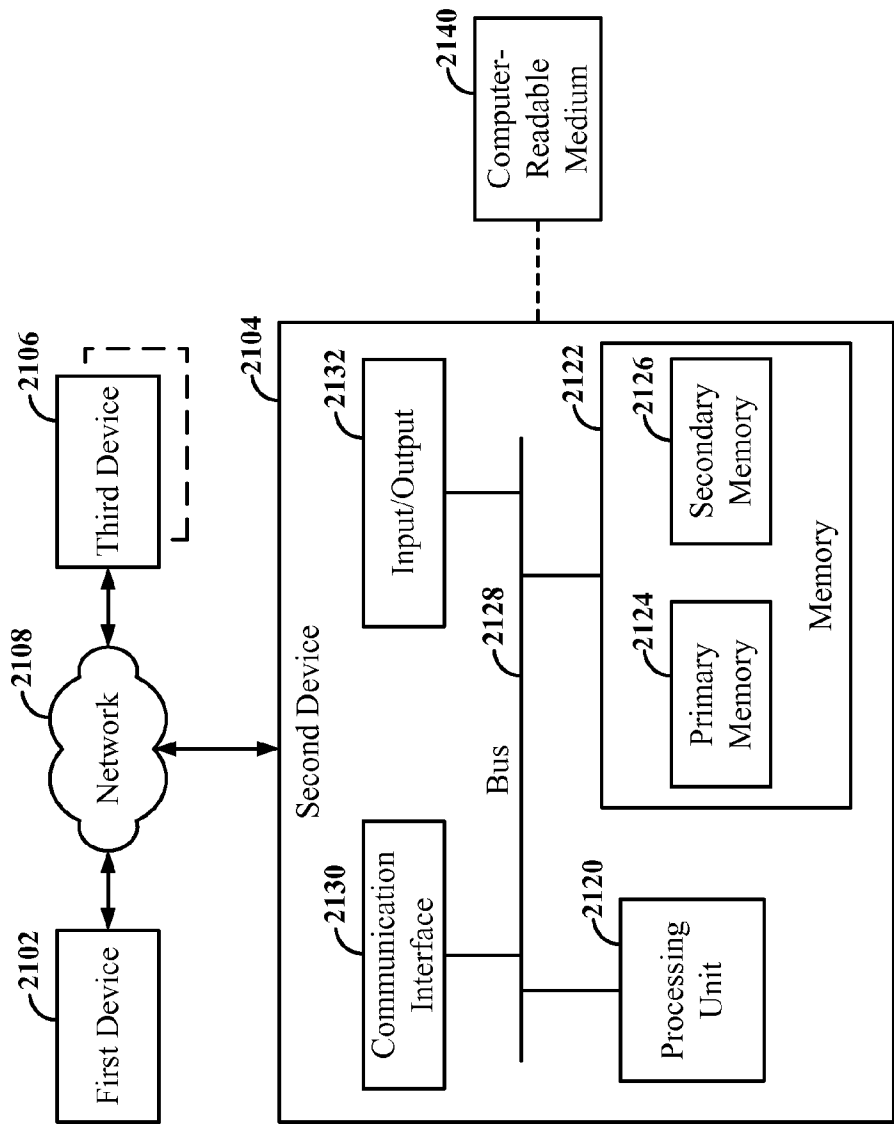 2102
First Device
2108
Network
2106
Third Device
2104
Second Device
2130
Communication
Interface
2132
Input/Output
Bus
2128
2120
Processing
Unit
2122
2124
Primary
Memory
2126
Secondary
Memory
Memory
2140
Computer-
Readable
Medium